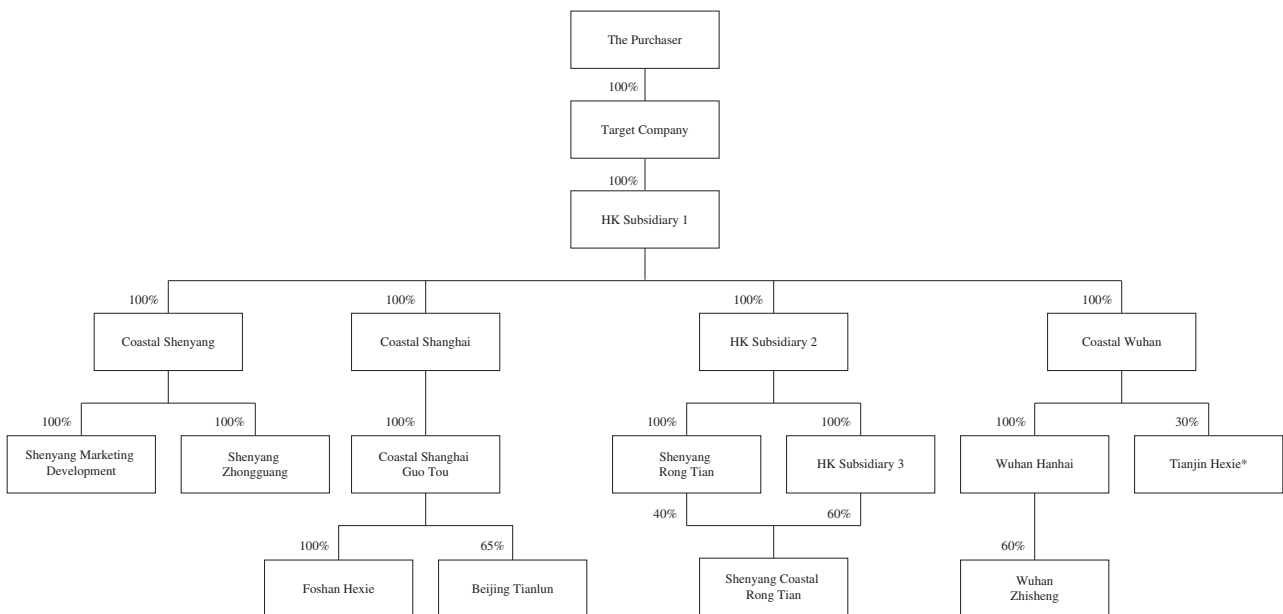 The Purchaser
100%
Target Company
100%
HK Subsidiary 1
100%
100%
100%
100%
Coastal Shenyang
Coastal Shanghai
HK Subsidiary 2
Coastal Wuhan
100%
100%
100%
100%
100%
100%
30%
Shenyang Marketing
Development
Shenyang
Zhongguang
Coastal Shanghai
Guo Tou
Shenyang
Rong Tian
HK Subsidiary 3
Wuhan Hanhai
Tianjin Hexie*
40%
60%
100%
65%
60%
Foshan Hexie
Beijing Tianlun
Shenyang Coastal
Rong Tian
Wuhan
Zhisheng